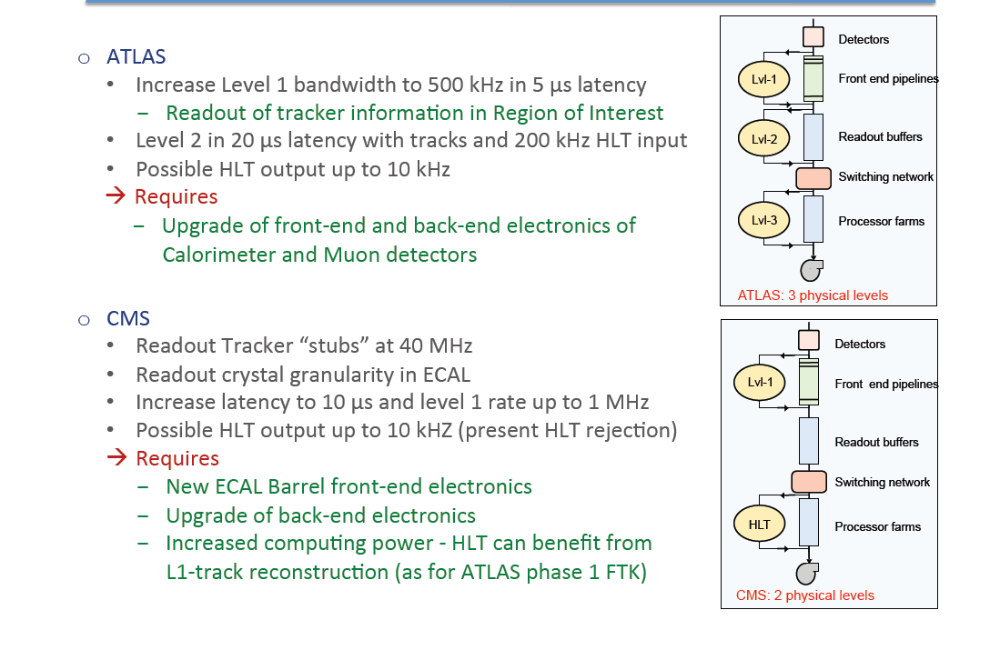 o ATLAS
• Increase Level 1 bandwidth to 500 kHz in 5 μs latency
– Readout of tracker information in Region of Interest
• Level 2 in 20 μs latency with tracks and 200 kHz HLT input
• Possible HLT output up to 10 kHz
→ Requires
– Upgrade of front-end and back-end electronics of
Calorimeter and Muon detectors
o CMS
• Readout Tracker “stubs” at 40 MHz
• Readout crystal granularity in ECAL
• Increase latency to 10 μs and level 1 rate up to 1 MHz
• Possible HLT output up to 10 kHZ (present HLT rejection)
→ Requires
– New ECAL Barrel front-end electronics
– Upgrade of back-end electronics
– Increased computing power - HLT can benefit from
L1-track reconstruction (as for ATLAS phase 1 FTK)
Detectors
Lvl-1
Front end pipelines
Lvl-2
Readout buffers
Switching network
Lvl-3
Processor farms
ATLAS: 3 physical levels
Detectors
Lvl-1
Front end pipelines
Readout buffers
Switching network
HLT
Processor farms
CMS: 2 physical levels